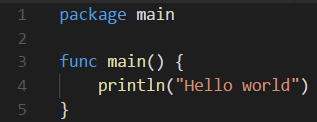 1 package main
2
3 func main() {
4     println("Hello world")
5 }